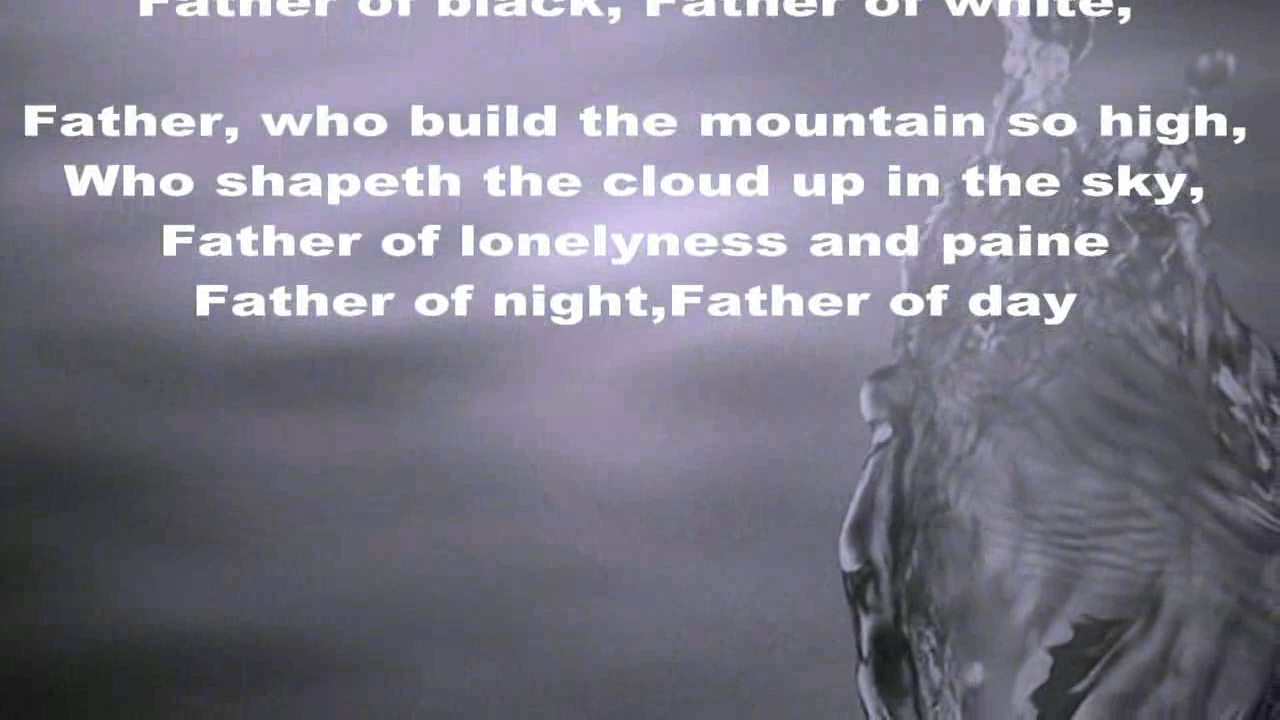 Father of black, Father of white,
Father, who build the mountain so high,
Who shapeth the cloud up in the sky,
Father of lonelyness and paine
Father of night,Father of day